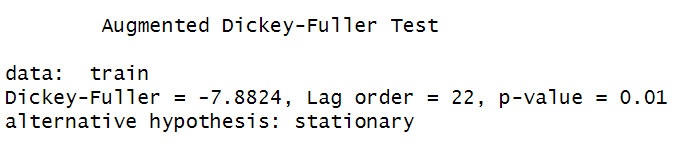 Augmented Dickey-Fuller Test
data:  train
Dickey-Fuller = -7.8824, Lag order = 22, p-value = 0.01
alternative hypothesis: stationary